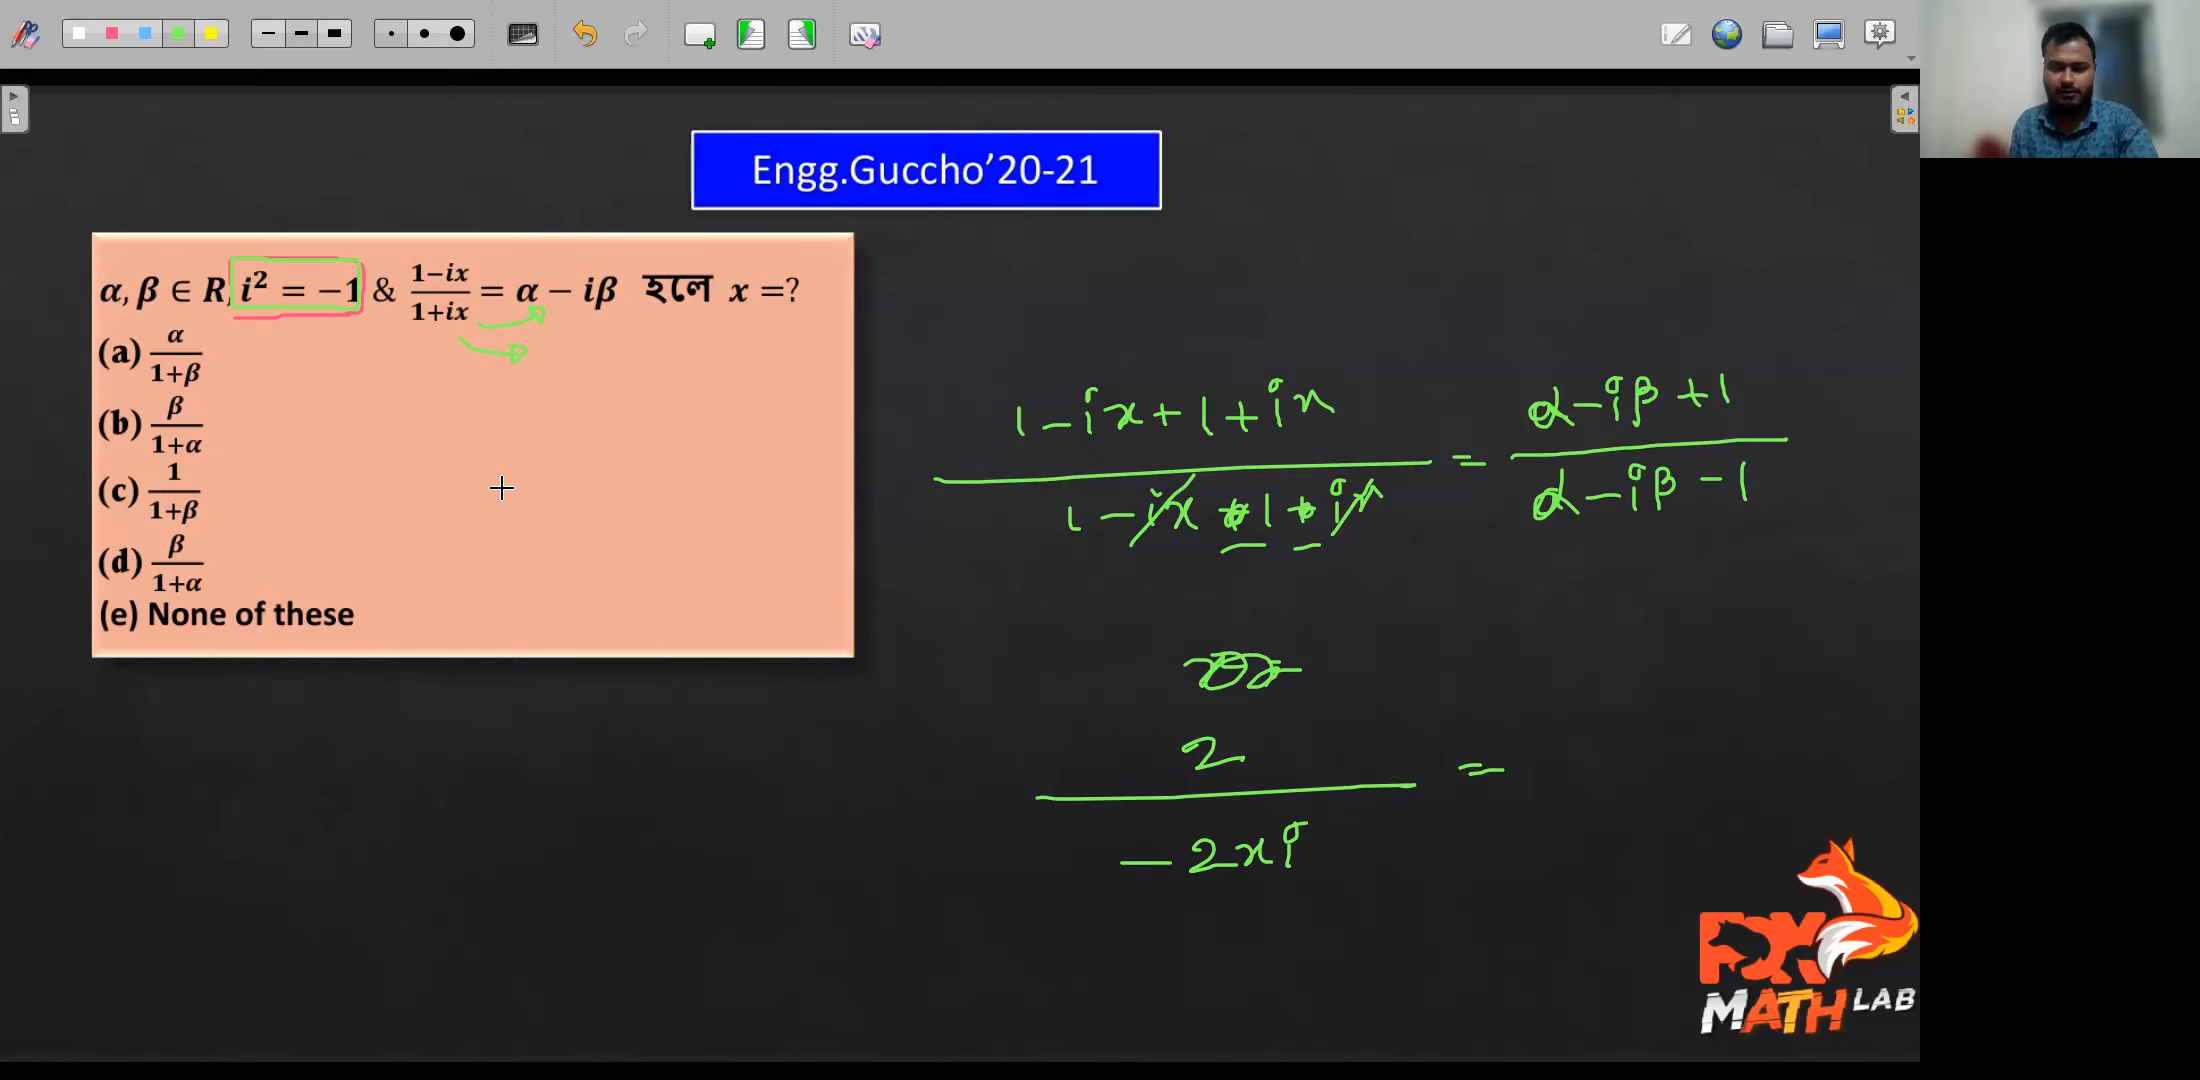 Engg.Guccho’20-21
α, β ∈ R, i² = −1 & (1−ix)/(1+ix) = α − iβ হলে x =?
(a) α/(1+β)
(b) β/(1+α)
(c) 1/(1+β)
(d) β/(1+α)
(e) None of these
(1 − ix + 1 + ix)/(1 − ix − 1 − ix) = (α − iβ + 1)/(α − iβ − 1)
2/(−2xi) =
FOX
MATH LAB